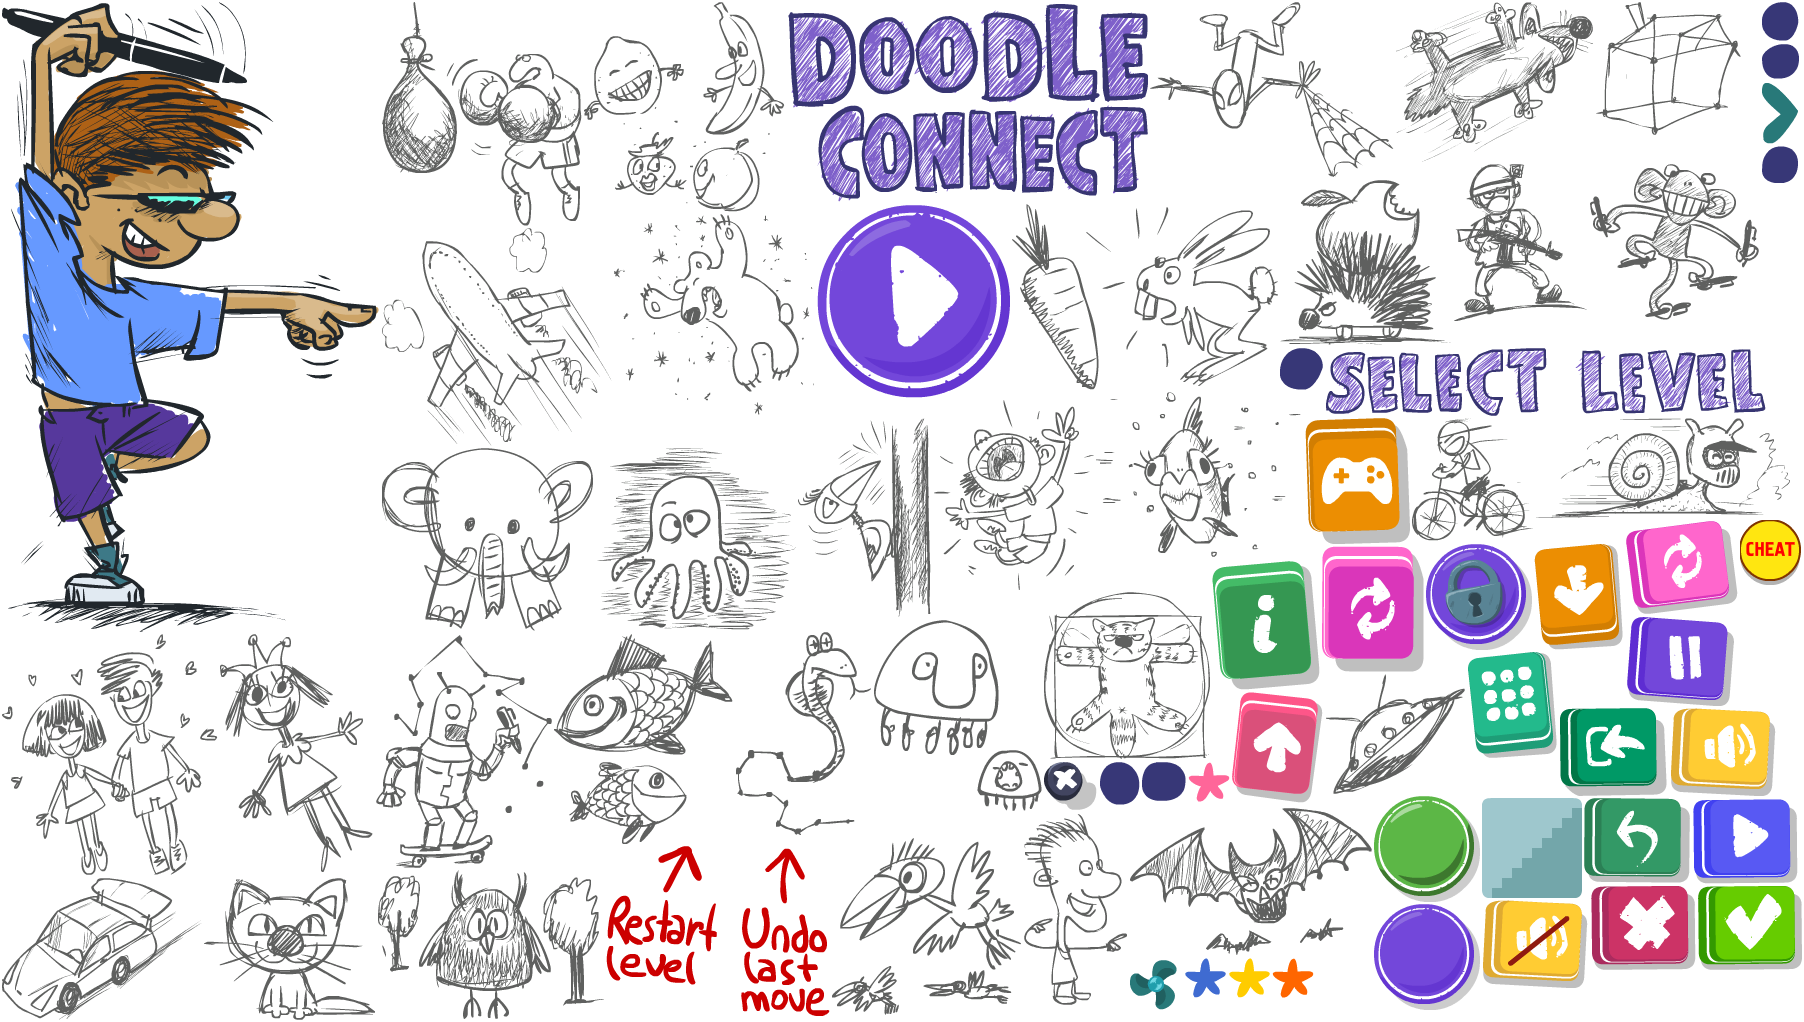 DOODLE
CONNECT
SELECT LEVEL
CHEAT
Restart
level
Undo
last
move